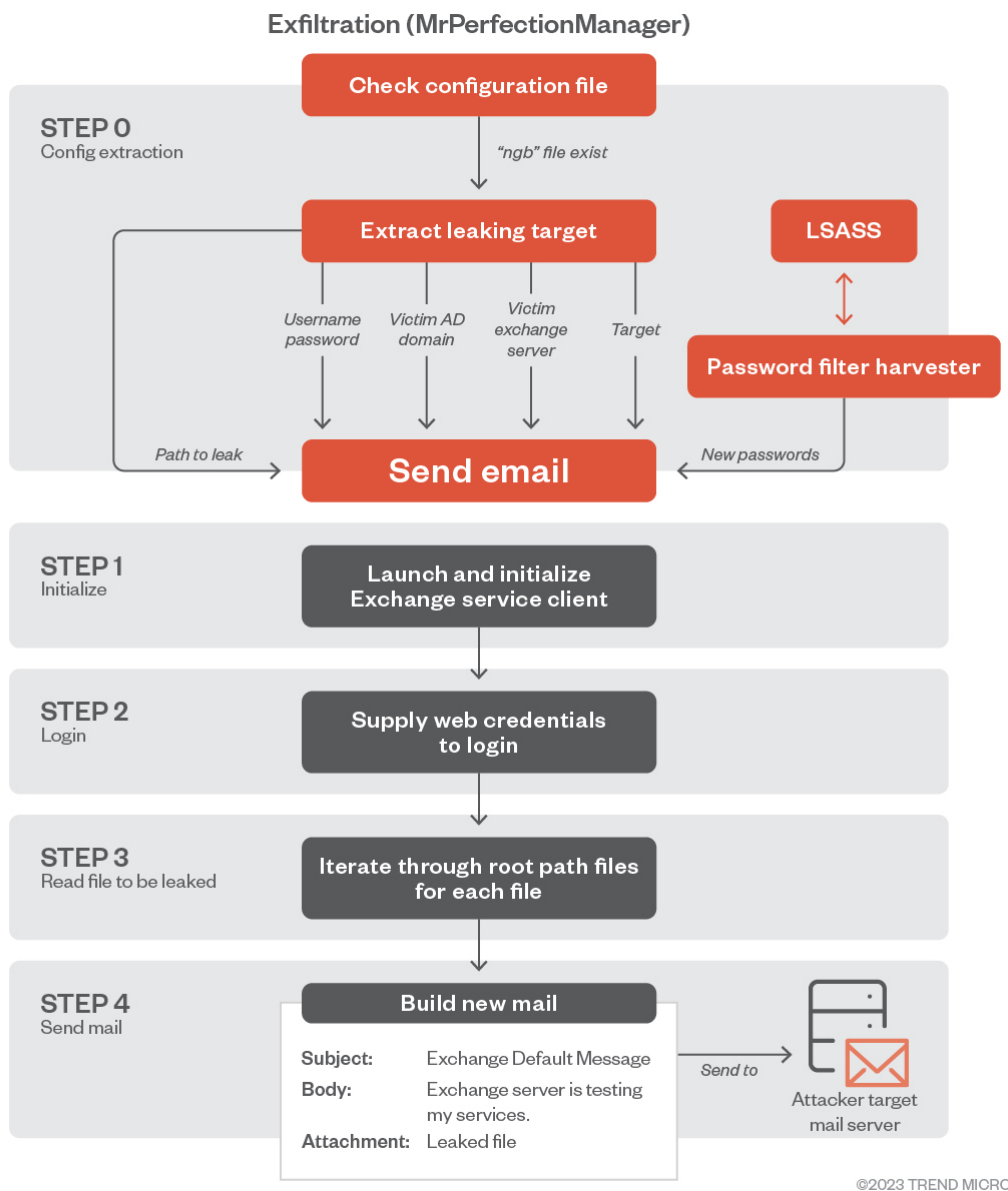 Exfiltration (MrPerfectionManager)
Check configuration file
STEP 0
Config extraction
“ngb” file exist
Extract leaking target
LSASS
Username
password
Victim AD
domain
Victim
exchange
server
Target
Password filter harvester
Path to leak
Send email
New passwords
STEP 1
Initialize
Launch and initialize
Exchange service client
STEP 2
Login
Supply web credentials
to login
STEP 3
Read file to be leaked
Iterate through root path files
for each file
STEP 4
Send mail
Build new mail
Subject: Exchange Default Message
Body: Exchange server is testing
my services.
Attachment: Leaked file
Send to
Attacker target
mail server
©2023 TREND MICRO